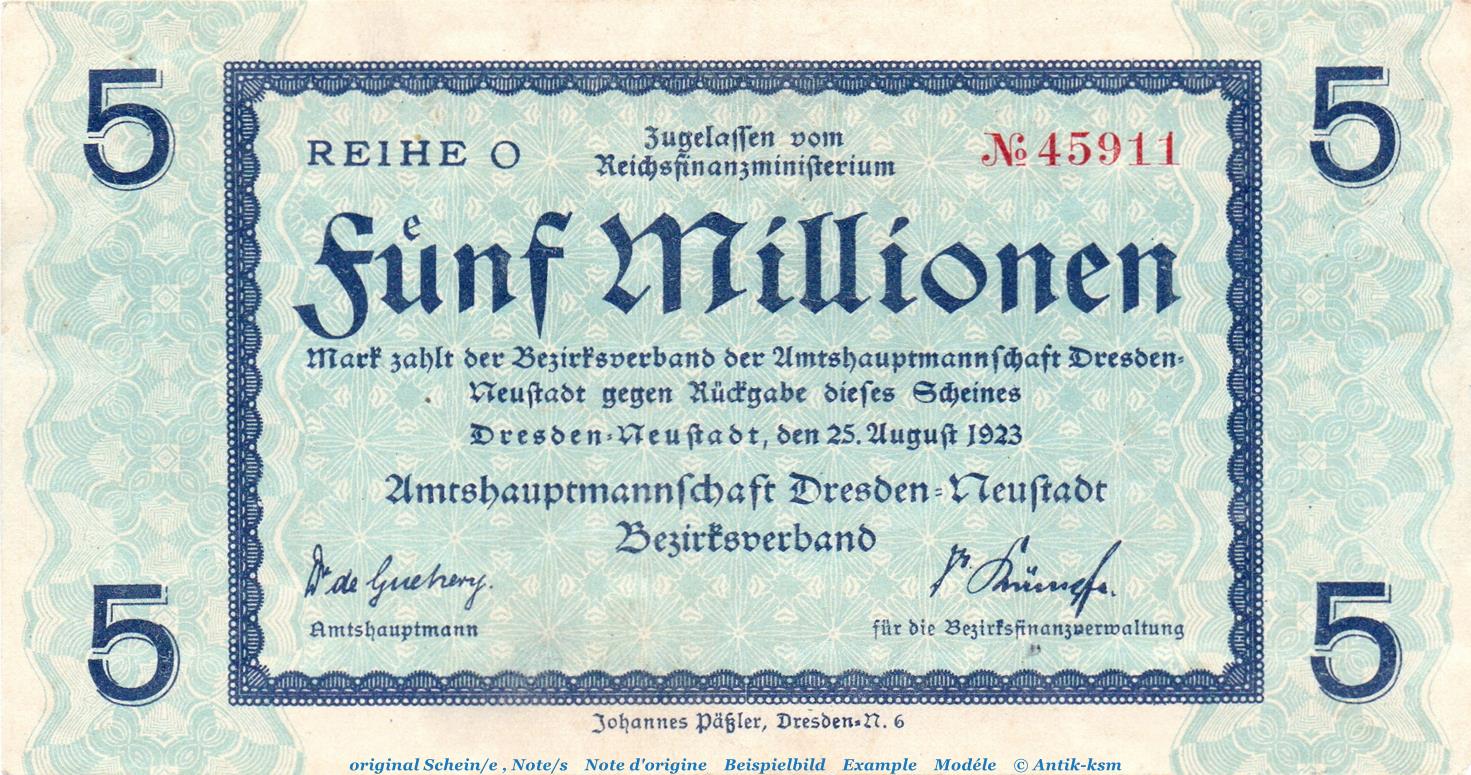 5
5
REIHE O
Zugelassen vom
Reichsfinanzministerium
№ 45911
Fünf Millionen
Mark zahlt der Bezirksverband der Amtshauptmannschaft Dresden-
Neustadt gegen Rückgabe dieses Scheines
Dresden-Neustadt, den 25. August 1923
Amtshauptmannschaft Dresden-Neustadt
Bezirksverband
Dr de
Amtshauptmann
für die Bezirksfinanzverwaltung
5
5
Johannes Päßler, Dresden-N. 6
original Schein/e , Note/s Note d'origine Beispielbild Example Modéle © Antik-ksm